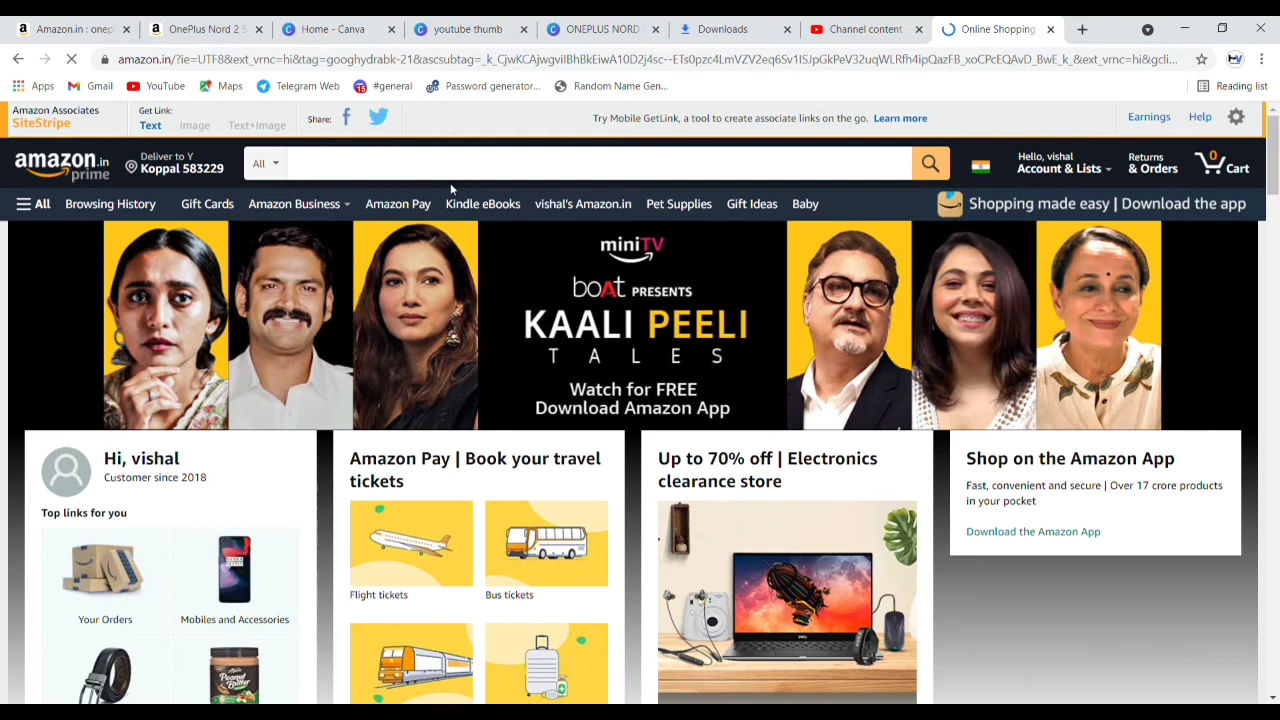 Amazon.in : onep
OnePlus Nord 2 5
Home - Canva
youtube thumb
ONEPLUS NORD
Downloads
Channel content
Online Shopping
amazon.in/?ie=UTF8&ext_vrnc=hi&tag=googhydrabk-21&ascsubtag=
Apps
Gmail
YouTube
Maps
Telegram Web
15
#general
Password generator...
Random Name Gen...
Reading list
Amazon Associates
SiteStripe
Get Link:
Text
Image
Text+Image
Share:
Try Mobile GetLink, a tool to create associate links on the go. Learn more
Earnings
Help
amazon.in
prime
Deliver to Y
Koppal 583229
All
Hello, vishal
Account & Lists
Returns
& Orders
0
Cart
All
Browsing History
Gift Cards
Amazon Business
Amazon Pay
Kindle eBooks
vishal's Amazon.in
Pet Supplies
Gift Ideas
Baby
Shopping made easy | Download the app
miniTV
boAt PRESENTS
KAALI PEELI
TALES
Watch for FREE
Download Amazon App
Hi, vishal
Customer since 2018
Top links for you
Your Orders
Mobiles and Accessories
Peanut
Butter
Amazon Pay | Book your travel
tickets
Flight tickets
Bus tickets
Up to 70% off | Electronics
clearance store
DELL
Shop on the Amazon App
Fast, convenient and secure | Over 17 crore products
in your pocket
Download the Amazon App